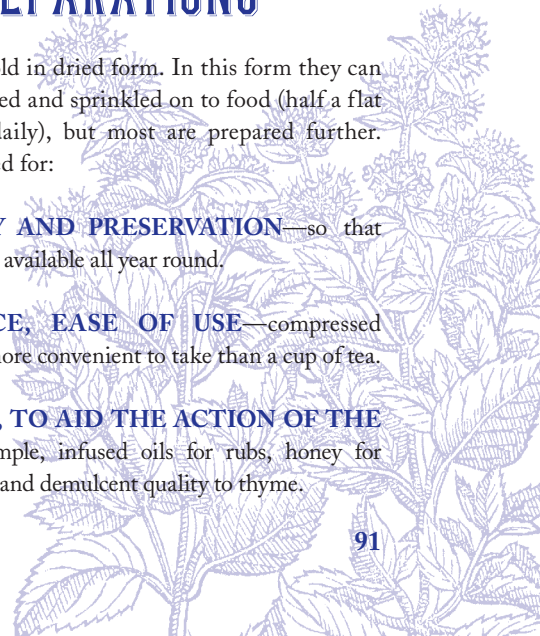 EPARATIONS
ld in dried form. In this form they can
ed and sprinkled on to food (half a flat
daily), but most are prepared further.
d for:
Y AND PRESERVATION—so that
available all year round.
CE, EASE OF USE—compressed
more convenient to take than a cup of tea.
, TO AID THE ACTION OF THE
mple, infused oils for rubs, honey for
and demulcent quality to thyme.
91